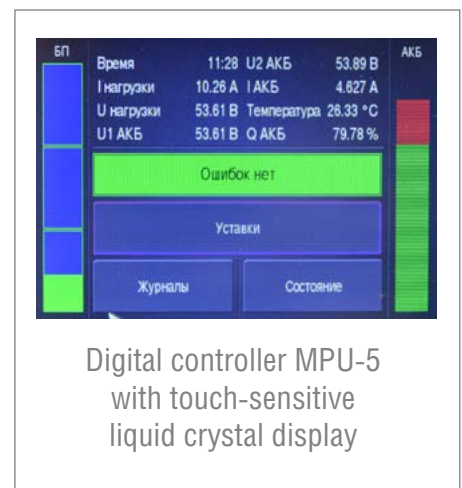 БП
АКБ
Время 11:28 U2 АКБ 53.89 В
I нагрузки 10.26 А I АКБ 4.627 А
U нагрузки 53.61 В Температура 26.33 °C
U1 АКБ 53.61 В Q АКБ 79.78 %
Ошибок нет
Уставки
Журналы Состояние
Digital controller MPU-5
with touch-sensitive
liquid crystal display